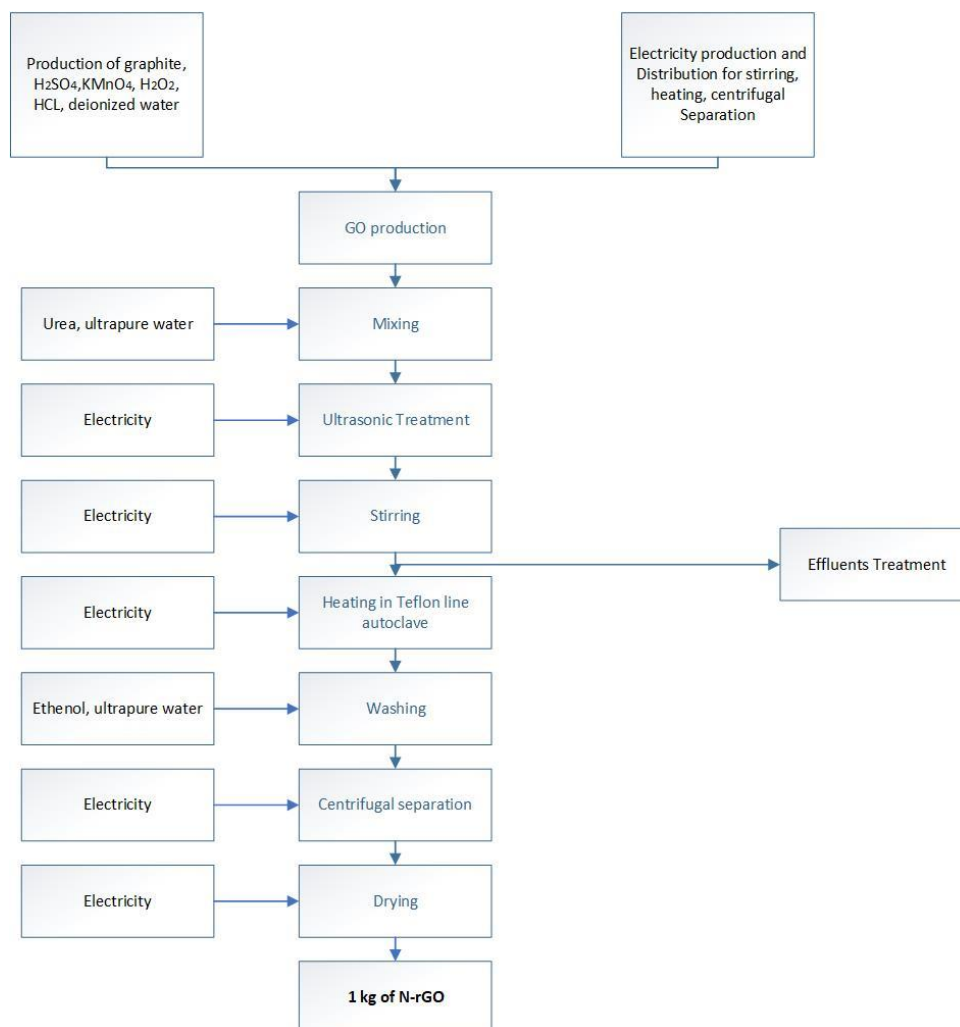 Production of graphite,
H₂SO₄,KMnO₄, H₂O₂,
HCL, deionized water
Electricity production and
Distribution for stirring,
heating, centrifugal
Separation
GO production
Urea, ultrapure water
Mixing
Electricity
Ultrasonic Treatment
Electricity
Stirring
Effluents Treatment
Electricity
Heating in Teflon line
autoclave
Ethenol, ultrapure water
Washing
Electricity
Centrifugal separation
Electricity
Drying
1 kg of N-rGO